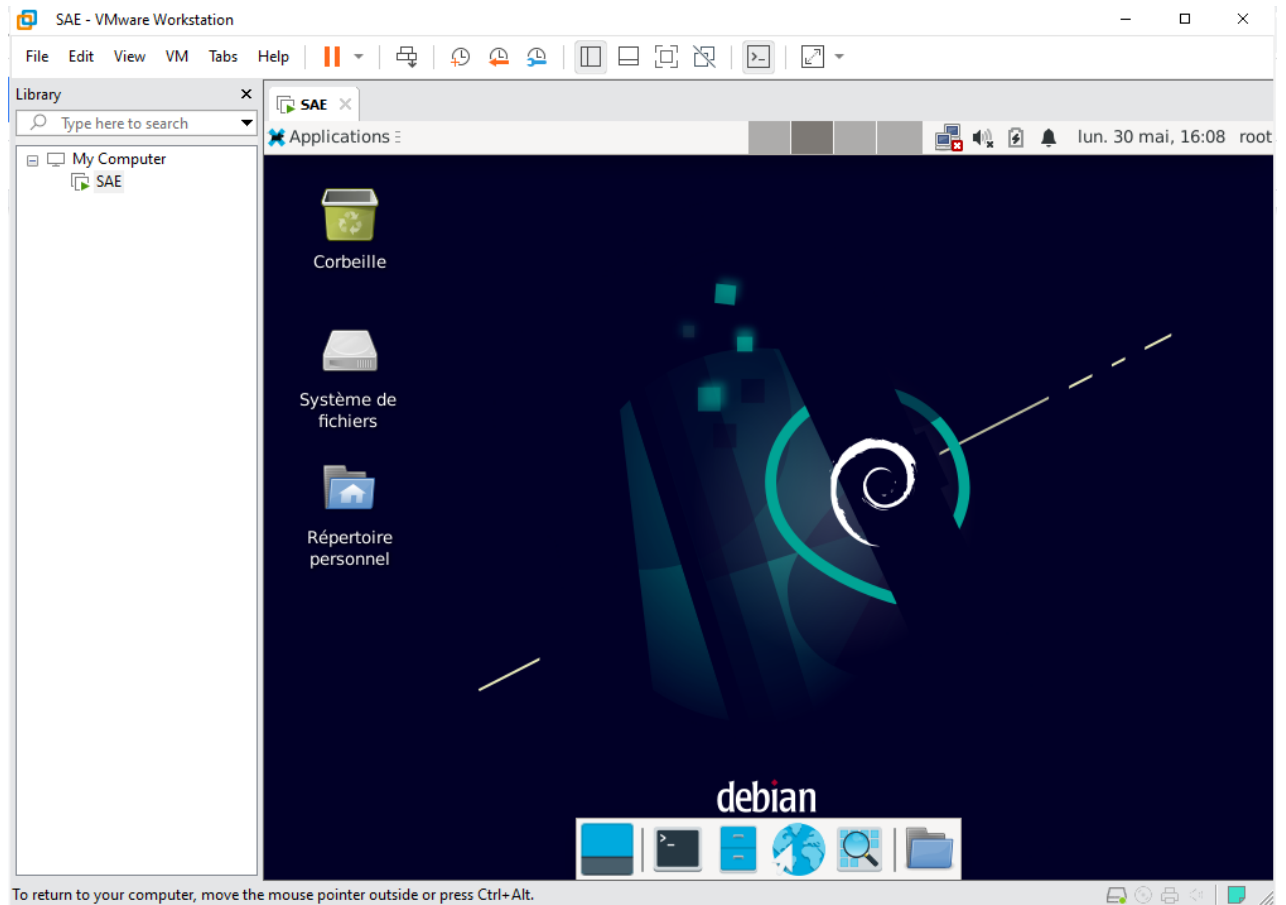 SAE - VMware Workstation
File Edit View VM Tabs Help
Library
Type here to search
My Computer
SAE
SAE
Applications
lun. 30 mai, 16:08 root
Corbeille
Système de
fichiers
Répertoire
personnel
debian
To return to your computer, move the mouse pointer outside or press Ctrl+Alt.